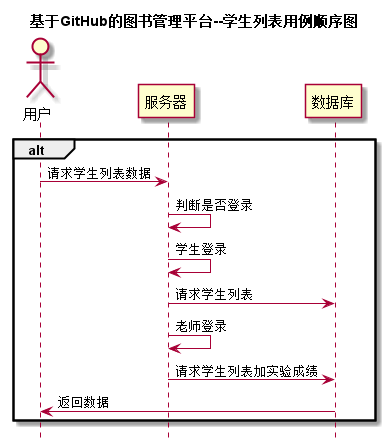 基于GitHub的图书管理平台--学生列表用例顺序图
用户
服务器
数据库
alt
请求学生列表数据
判断是否登录
学生登录
请求学生列表
老师登录
请求学生列表加实验成绩
返回数据